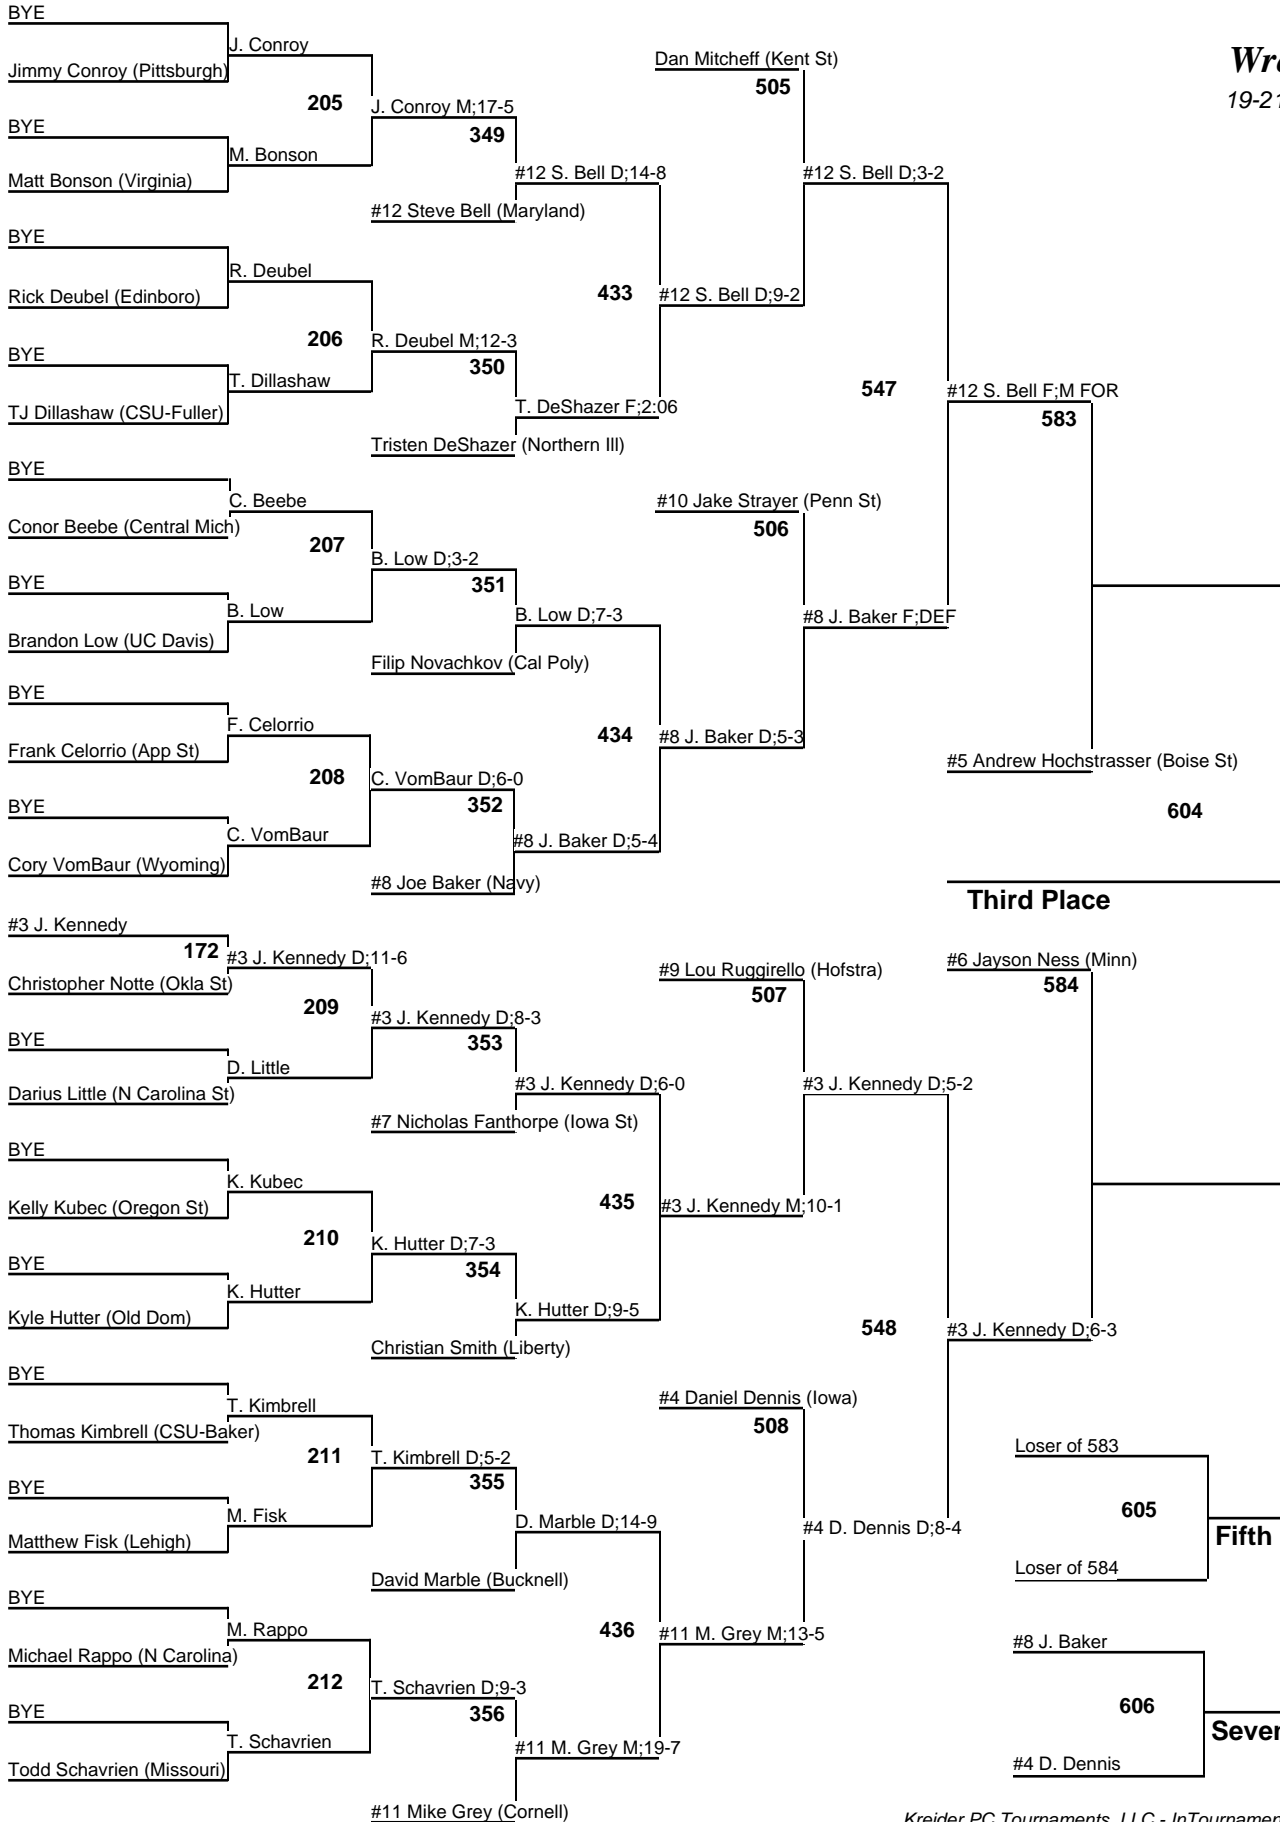 BYE
J. Conroy
Jimmy Conroy (Pittsburgh)
205
J. Conroy M;17-5
349
BYE
M. Bonson
Matt Bonson (Virginia)
#12 S. Bell D;14-8
#12 Steve Bell (Maryland)
BYE
R. Deubel
Rick Deubel (Edinboro)
433
#12 S. Bell D;9-2
206
R. Deubel M;12-3
350
BYE
T. Dillashaw
TJ Dillashaw (CSU-Fuller)
T. DeShazer F;2:06
Tristen DeShazer (Northern Ill)
Dan Mitcheff (Kent St)
505
#12 S. Bell D;3-2
547
#12 S. Bell F;M FOR
583
BYE
C. Beebe
Conor Beebe (Central Mich)
207
B. Low D;3-2
351
BYE
B. Low
Brandon Low (UC Davis)
B. Low D;7-3
Filip Novachkov (Cal Poly)
#10 Jake Strayer (Penn St)
506
#8 J. Baker F;DEF
BYE
F. Celorrio
Frank Celorrio (App St)
434
#8 J. Baker D;5-3
208
C. VomBaur D;6-0
352
BYE
C. VomBaur
Cory VomBaur (Wyoming)
#8 J. Baker D;5-4
#8 Joe Baker (Navy)
#5 Andrew Hochstrasser (Boise St)
604
Third Place
#3 J. Kennedy
172
#3 J. Kennedy D;11-6
Christopher Notte (Okla St)
209
#3 J. Kennedy D;8-3
353
BYE
D. Little
Darius Little (N Carolina St)
#3 J. Kennedy D;6-0
#7 Nicholas Fanthorpe (Iowa St)
#9 Lou Ruggirello (Hofstra)
507
#3 J. Kennedy D;5-2
#6 Jayson Ness (Minn)
584
BYE
K. Kubec
Kelly Kubec (Oregon St)
435
#3 J. Kennedy M;10-1
210
K. Hutter D;7-3
354
BYE
K. Hutter
Kyle Hutter (Old Dom)
K. Hutter D;9-5
Christian Smith (Liberty)
548
#3 J. Kennedy D;6-3
BYE
T. Kimbrell
Thomas Kimbrell (CSU-Baker)
211
T. Kimbrell D;5-2
355
BYE
M. Fisk
Matthew Fisk (Lehigh)
D. Marble D;14-9
David Marble (Bucknell)
#4 Daniel Dennis (Iowa)
508
#4 D. Dennis D;8-4
Loser of 583
605
Fifth
Loser of 584
BYE
M. Rappo
Michael Rappo (N Carolina)
436
#11 M. Grey M;13-5
212
T. Schavrien D;9-3
356
BYE
T. Schavrien
Todd Schavrien (Missouri)
#11 M. Grey M;19-7
#11 Mike Grey (Cornell)
#8 J. Baker
606
Seve
#4 D. Dennis
Wr
19-21
Kreider PC Tournaments, LLC - InTournamen